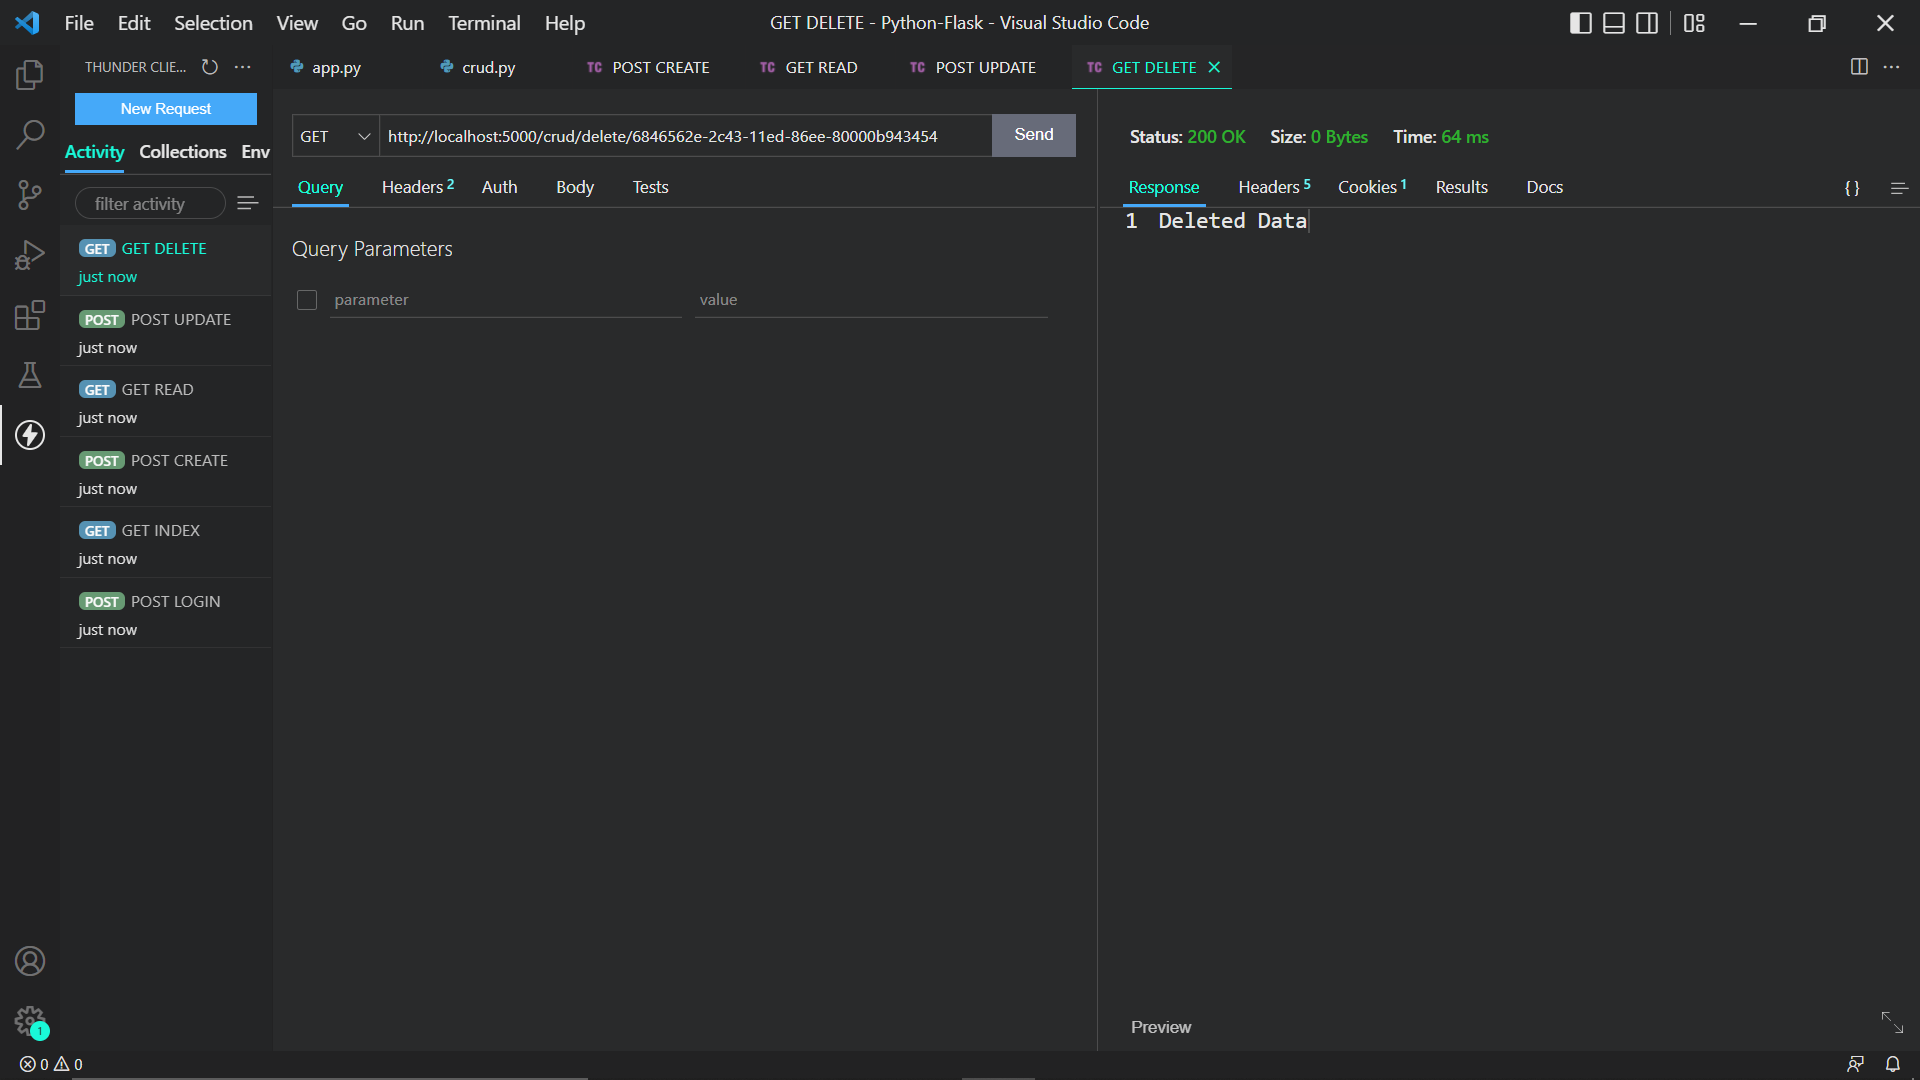 File Edit Selection View Go Run Terminal Help
GET DELETE - Python-Flask - Visual Studio Code
THUNDER CLIE...
New Request
Activity Collections Env
filter activity
GET GET DELETE
just now
POST POST UPDATE
just now
GET GET READ
just now
POST POST CREATE
just now
GET GET INDEX
just now
POST POST LOGIN
just now
app.py crud.py TC POST CREATE TC GET READ TC POST UPDATE TC GET DELETE
GET http://localhost:5000/crud/delete/6846562e-2c43-11ed-86ee-80000b943454 Send
Query Headers 2 Auth Body Tests
Query Parameters
parameter value
Status: 200 OK Size: 0 Bytes Time: 64 ms
Response Headers 5 Cookies 1 Results Docs { }
1 Deleted Data
Preview
1
0 0